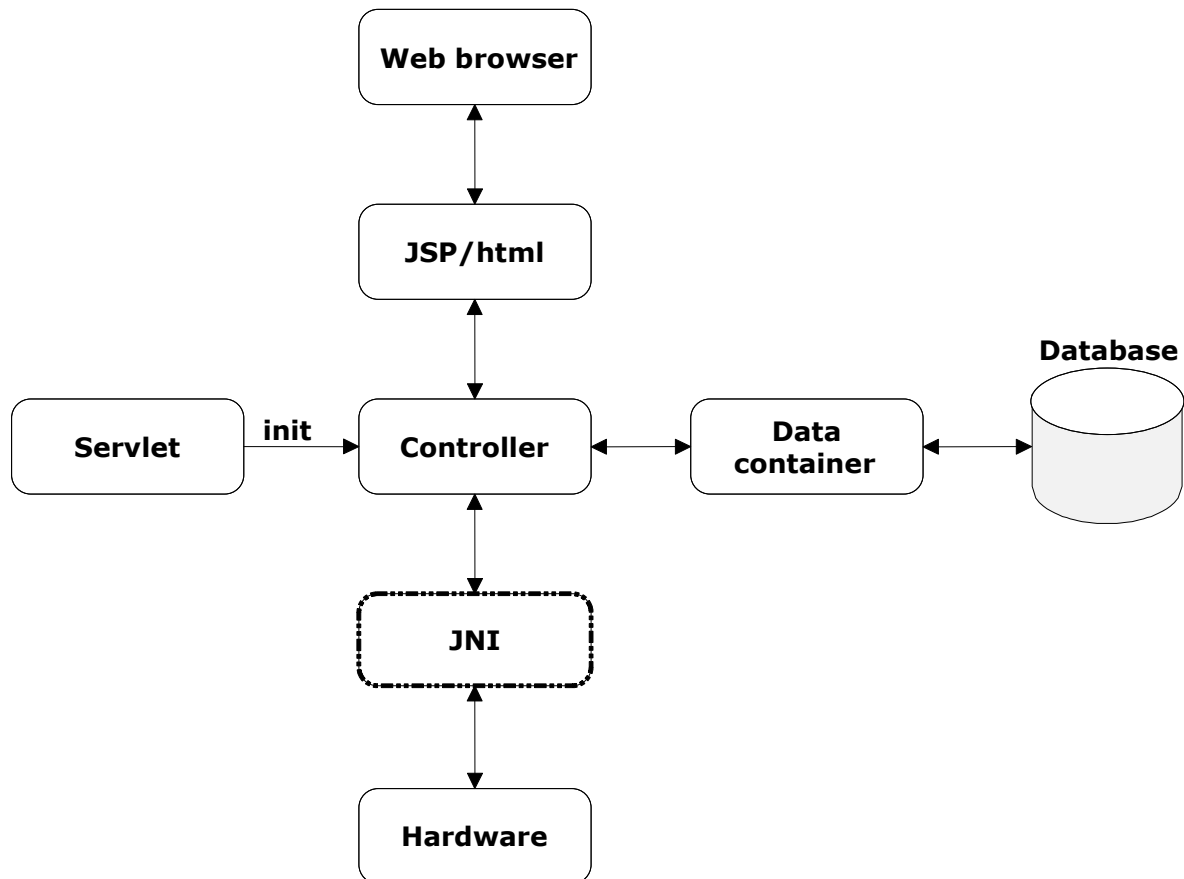 Web browser
JSP/html
Database
Servlet
init
Controller
Data
container
JNI
Hardware